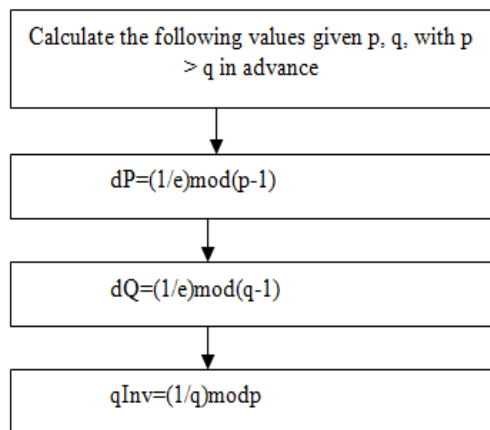 Calculate the following values given p, q, with p
> q in advance
dP=(1/e)mod(p-1)
dQ=(1/e)mod(q-1)
qInv=(1/q)modp